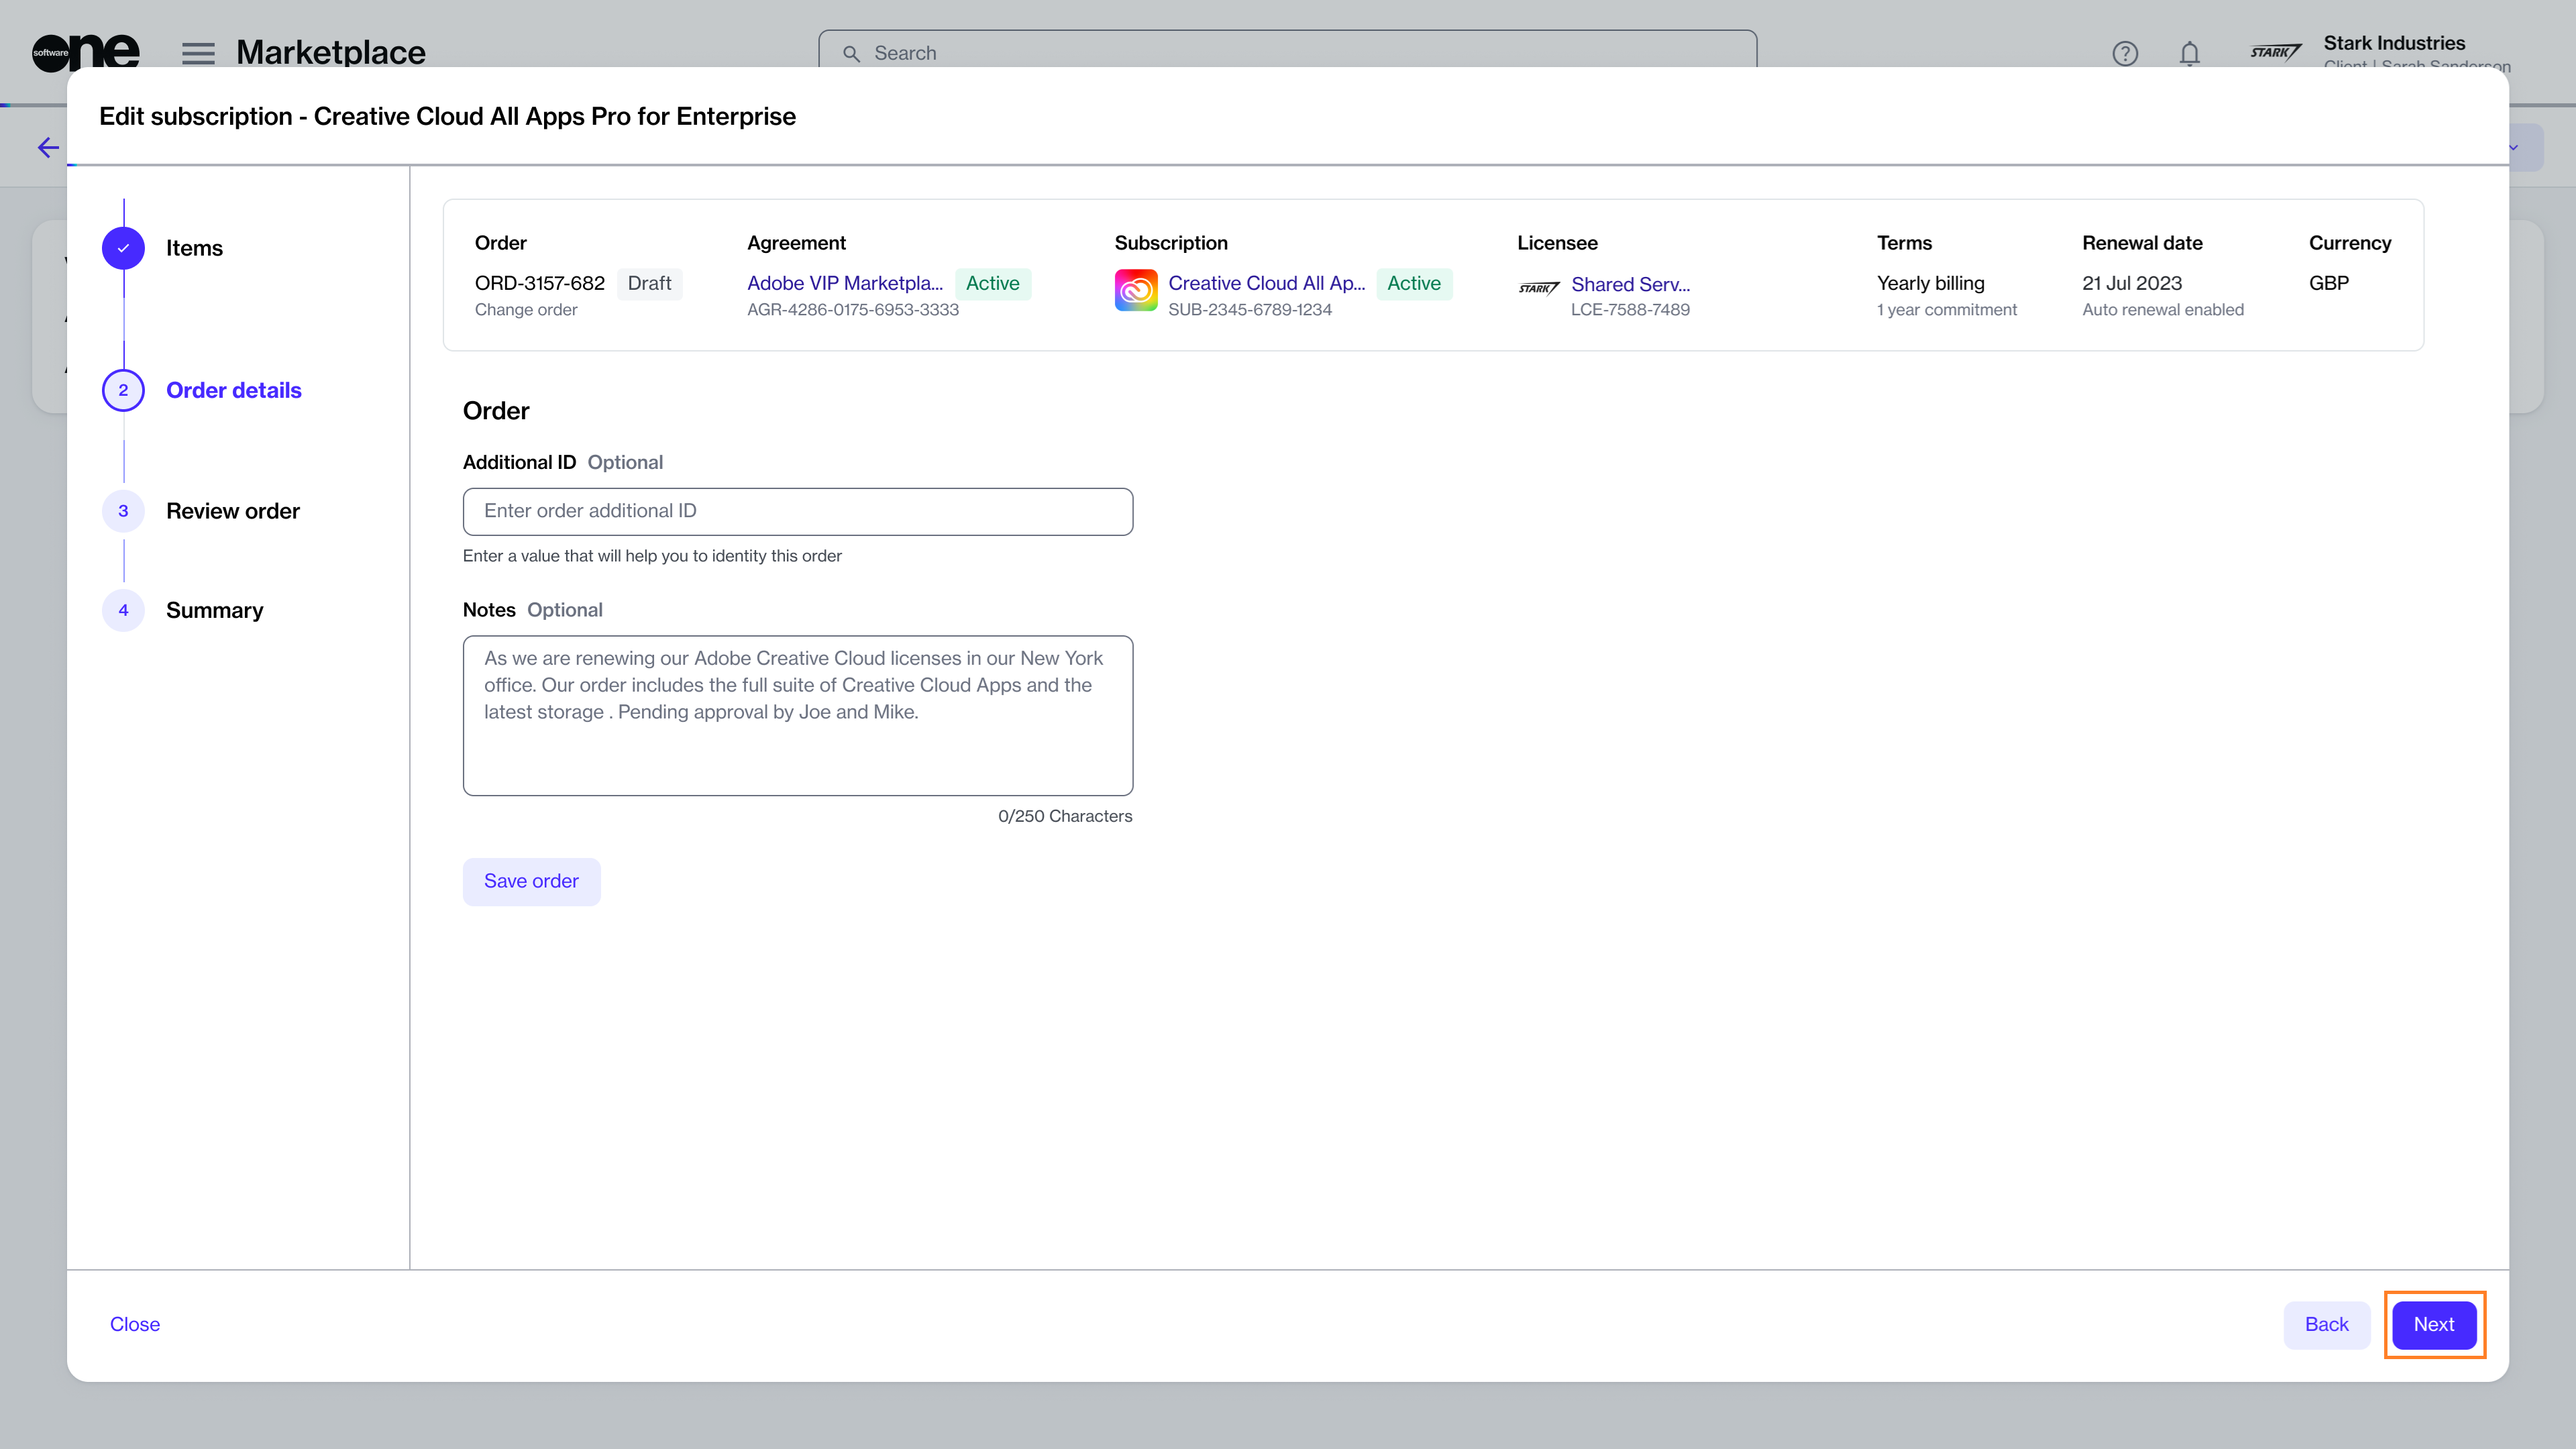 software one
Marketplace
Search
STARK
Stark Industries
Client | Sarah Sanderson
Edit subscription - Creative Cloud All Apps Pro for Enterprise
Items
2 Order details
3 Review order
4 Summary
Order Agreement Subscription Licensee Terms Renewal date Currency
ORD-3157-682 Draft Adobe VIP Marketpla... Active Creative Cloud All Ap... Active STARK Shared Serv... Yearly billing 21 Jul 2023 GBP
Change order AGR-4286-0175-6953-3333 SUB-2345-6789-1234 LCE-7588-7489 1 year commitment Auto renewal enabled
Order
Additional ID Optional
Enter order additional ID
Enter a value that will help you to identity this order
Notes Optional
As we are renewing our Adobe Creative Cloud licenses in our New York
office. Our order includes the full suite of Creative Cloud Apps and the
latest storage . Pending approval by Joe and Mike.
0/250 Characters
Save order
Close
Back
Next